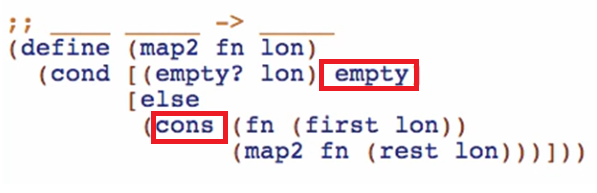 ;; ____ _____ -> _____
(define (map2 fn lon)
(cond [(empty? lon) empty
[else
(cons (fn (first lon))
(map2 fn (rest lon)))]))